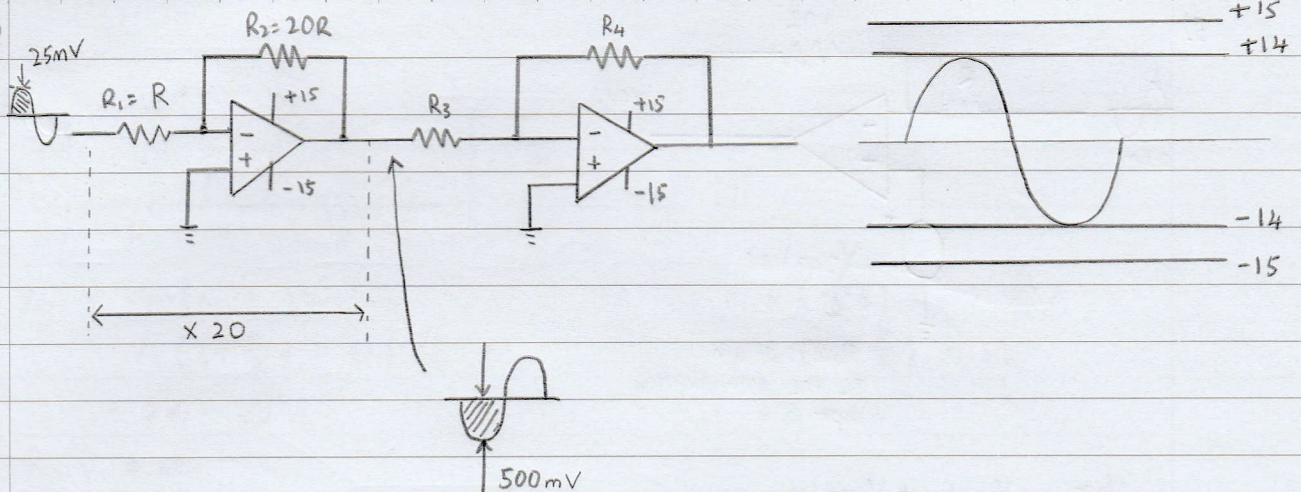 25mV
R₁ = R
R₂ = 20R
-
+
+15
-15
R₃
R₄
-
+
+15
-15
+15
+14
-14
-15
x 20
500mV